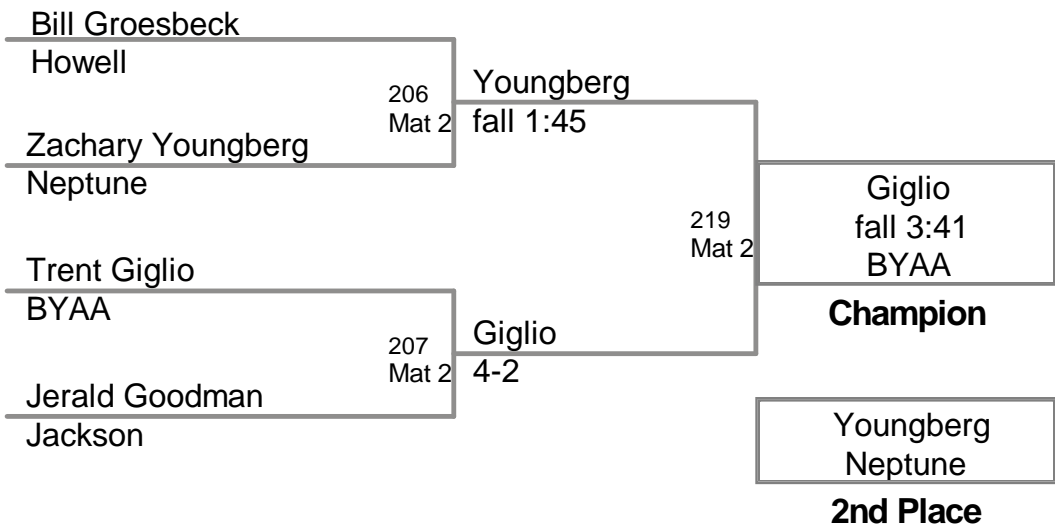 Bill Groesbeck
Howell
206
Mat 2
Youngberg
fall 1:45
Zachary Youngberg
Neptune
219
Mat 2
Giglio
fall 3:41
BYAA
Champion
Trent Giglio
BYAA
207
Mat 2
Giglio
4-2
Jerald Goodman
Jackson
Youngberg
Neptune
2nd Place